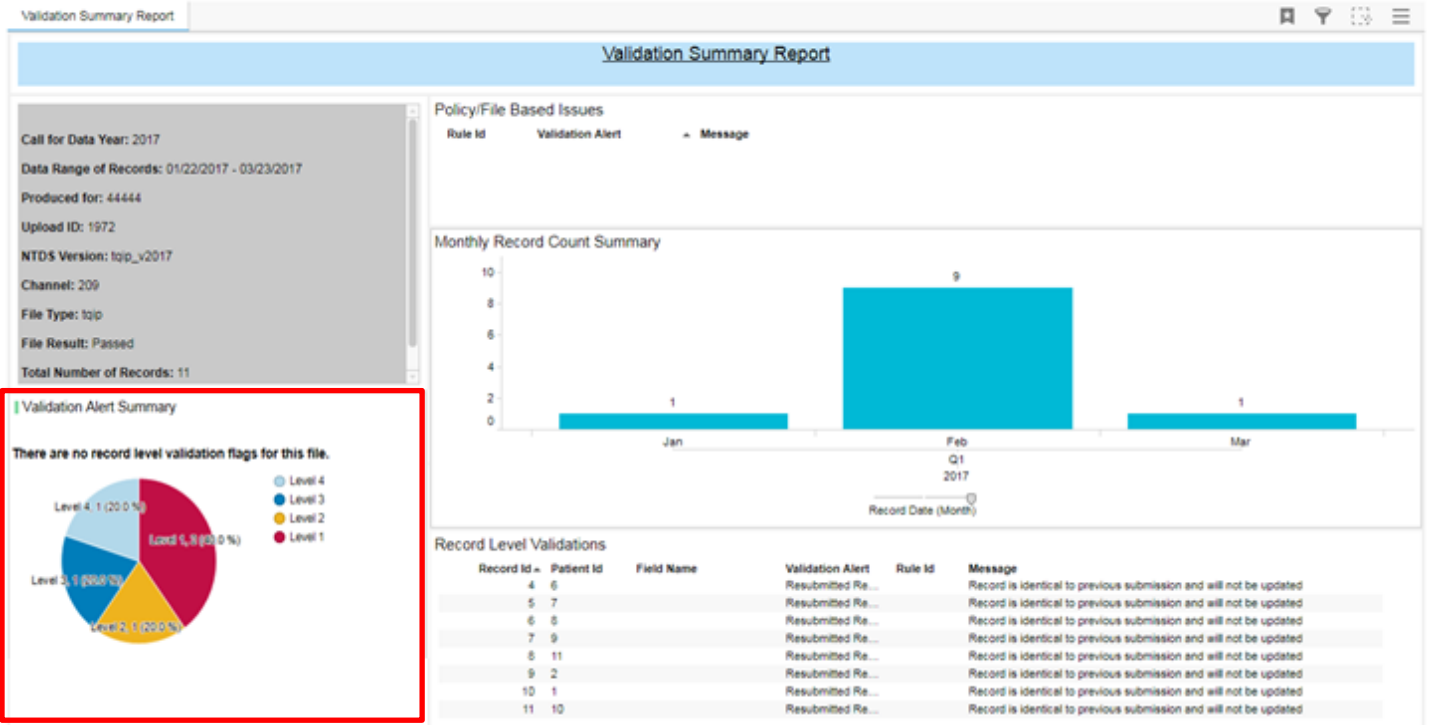 Validation Summary Report
Validation Summary Report
Call for Data Year: 2017
Data Range of Records: 01/22/2017 - 03/23/2017
Produced for: 44444
Upload ID: 1972
NTDS Version: tqip_v2017
Channel: 209
File Type: tqip
File Result: Passed
Total Number of Records: 11
Validation Alert Summary
There are no record level validation flags for this file.
Level 4
Level 3
Level 2
Level 1
Level 4, 1 (20.0 %)
Level 1, 2 (40.0 %)
Level 3, 1 (20.0 %)
Level 2, 1 (20.0 %)
Policy/File Based Issues
Rule Id Validation Alert Message
Monthly Record Count Summary
10
8
6
4
2
0
1
9
1
Jan Feb Mar
Q1
2017
Record Date (Month)
Record Level Validations
Record Id Patient Id Field Name Validation Alert Rule Id Message
4 6 Resubmitted Re... Record is identical to previous submission and will not be updated
5 7 Resubmitted Re... Record is identical to previous submission and will not be updated
6 8 Resubmitted Re... Record is identical to previous submission and will not be updated
7 9 Resubmitted Re... Record is identical to previous submission and will not be updated
8 11 Resubmitted Re... Record is identical to previous submission and will not be updated
9 2 Resubmitted Re... Record is identical to previous submission and will not be updated
10 1 Resubmitted Re... Record is identical to previous submission and will not be updated
11 10 Resubmitted Re... Record is identical to previous submission and will not be updated